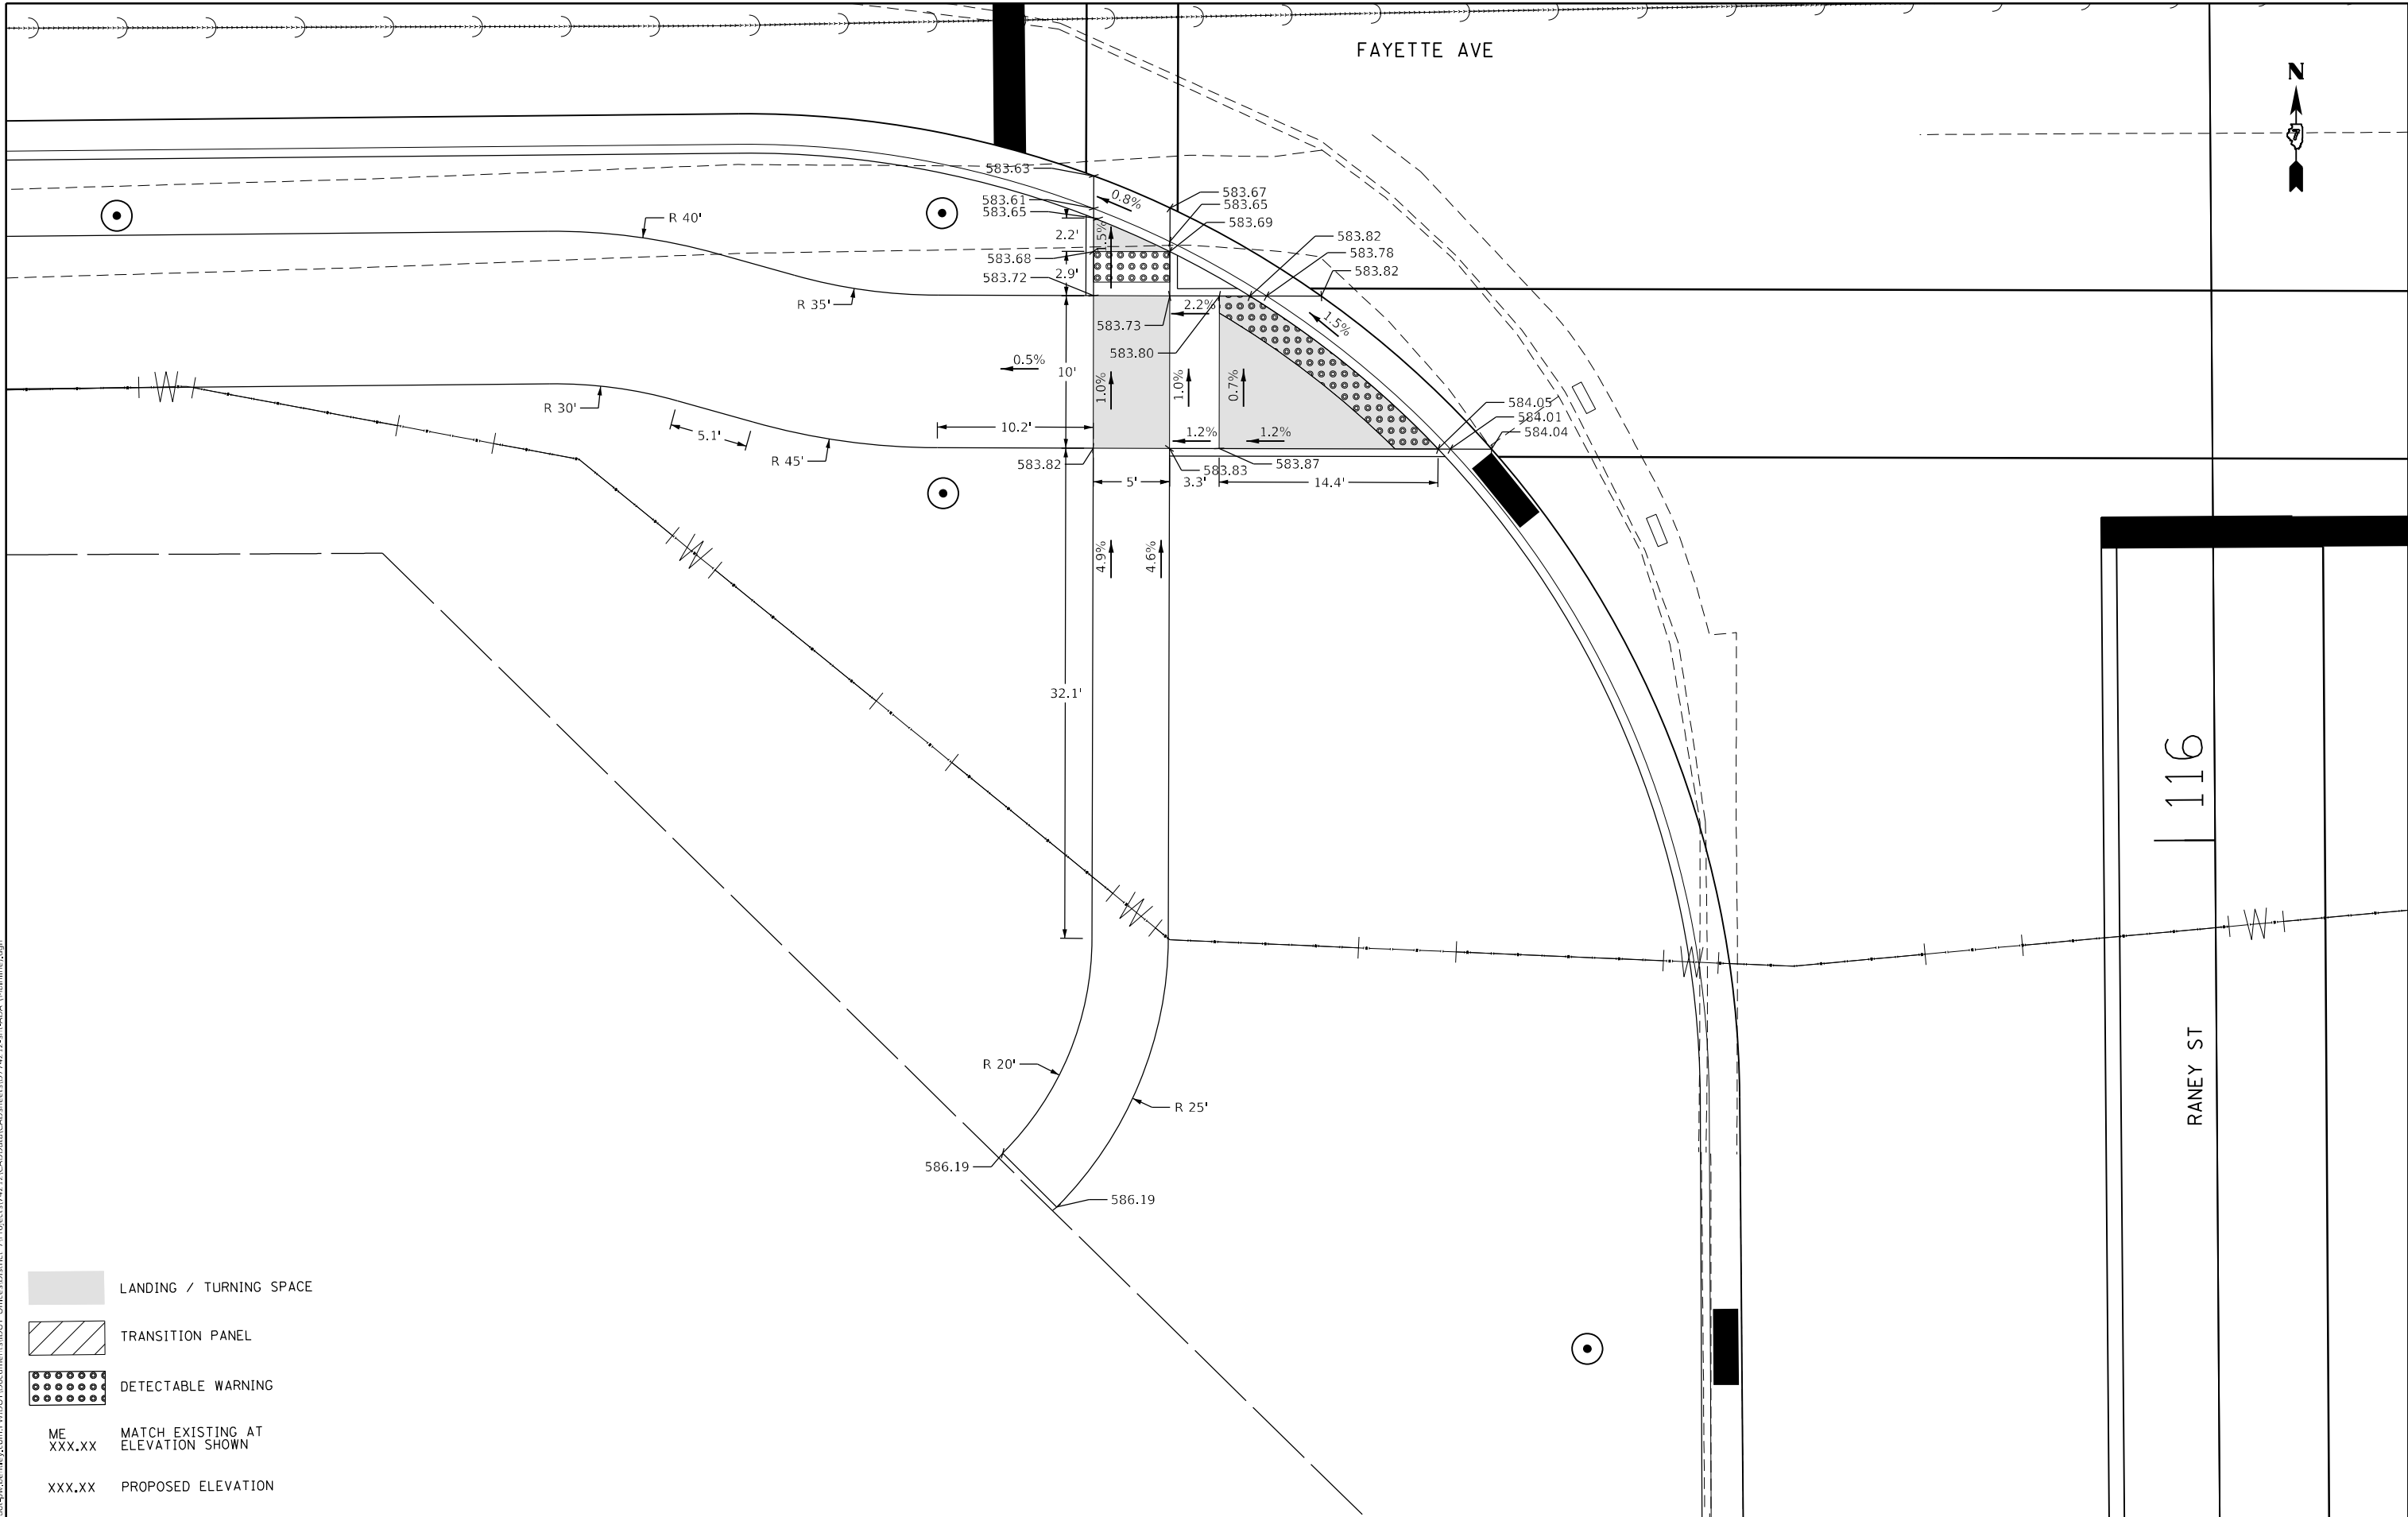 FAYETTE AVE
N
7
583.63
583.61
583.65
0.8%
583.67
583.65
583.69
R 40'
2.2'
1.5%
583.82
583.78
583.82
583.68
583.72
2.9'
R 35'
2.2%
583.73
1.5%
583.80
0.5%
10'
1.0%
1.0%
0.7%
R 30'
5.1'
10.2'
1.2%
1.2%
584.05
584.01
584.04
R 45'
583.82
583.83
583.87
5'
3.3'
14.4'
W
W
4.9%
4.6%
32.1'
116
W
W
W
R 20'
R 25'
RANEY ST
586.19
586.19
LANDING / TURNING SPACE
TRANSITION PANEL
DETECTABLE WARNING
ME
XXX.XX
MATCH EXISTING AT
ELEVATION SHOWN
XXX.XX
PROPOSED ELEVATION